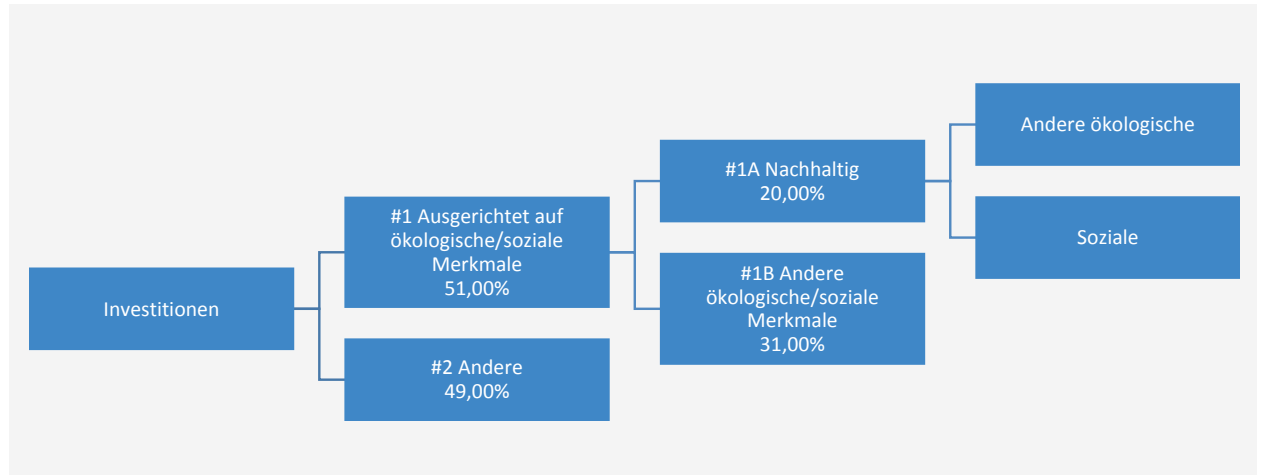 Investitionen
#1 Ausgerichtet auf
ökologische/soziale
Merkmale
51,00%
#2 Andere
49,00%
#1A Nachhaltig
20,00%
#1B Andere
ökologische/soziale
Merkmale
31,00%
Andere ökologische
Soziale